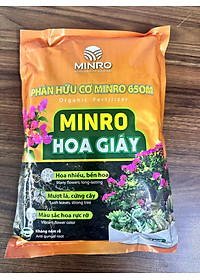 MINRO
PHÂN HỮU CƠ MINRO 65OM
Organic Fertilizer
MINRO
HOA GIẤY
Hoa nhiều, bền hoa
Many flowers, long-lasting
Mượt lá, cứng cây
Lush leaves, strong tree
Màu sắc hoa rực rỡ
Vibrant flower color
Kháng nấm rễ
Anti fungal root